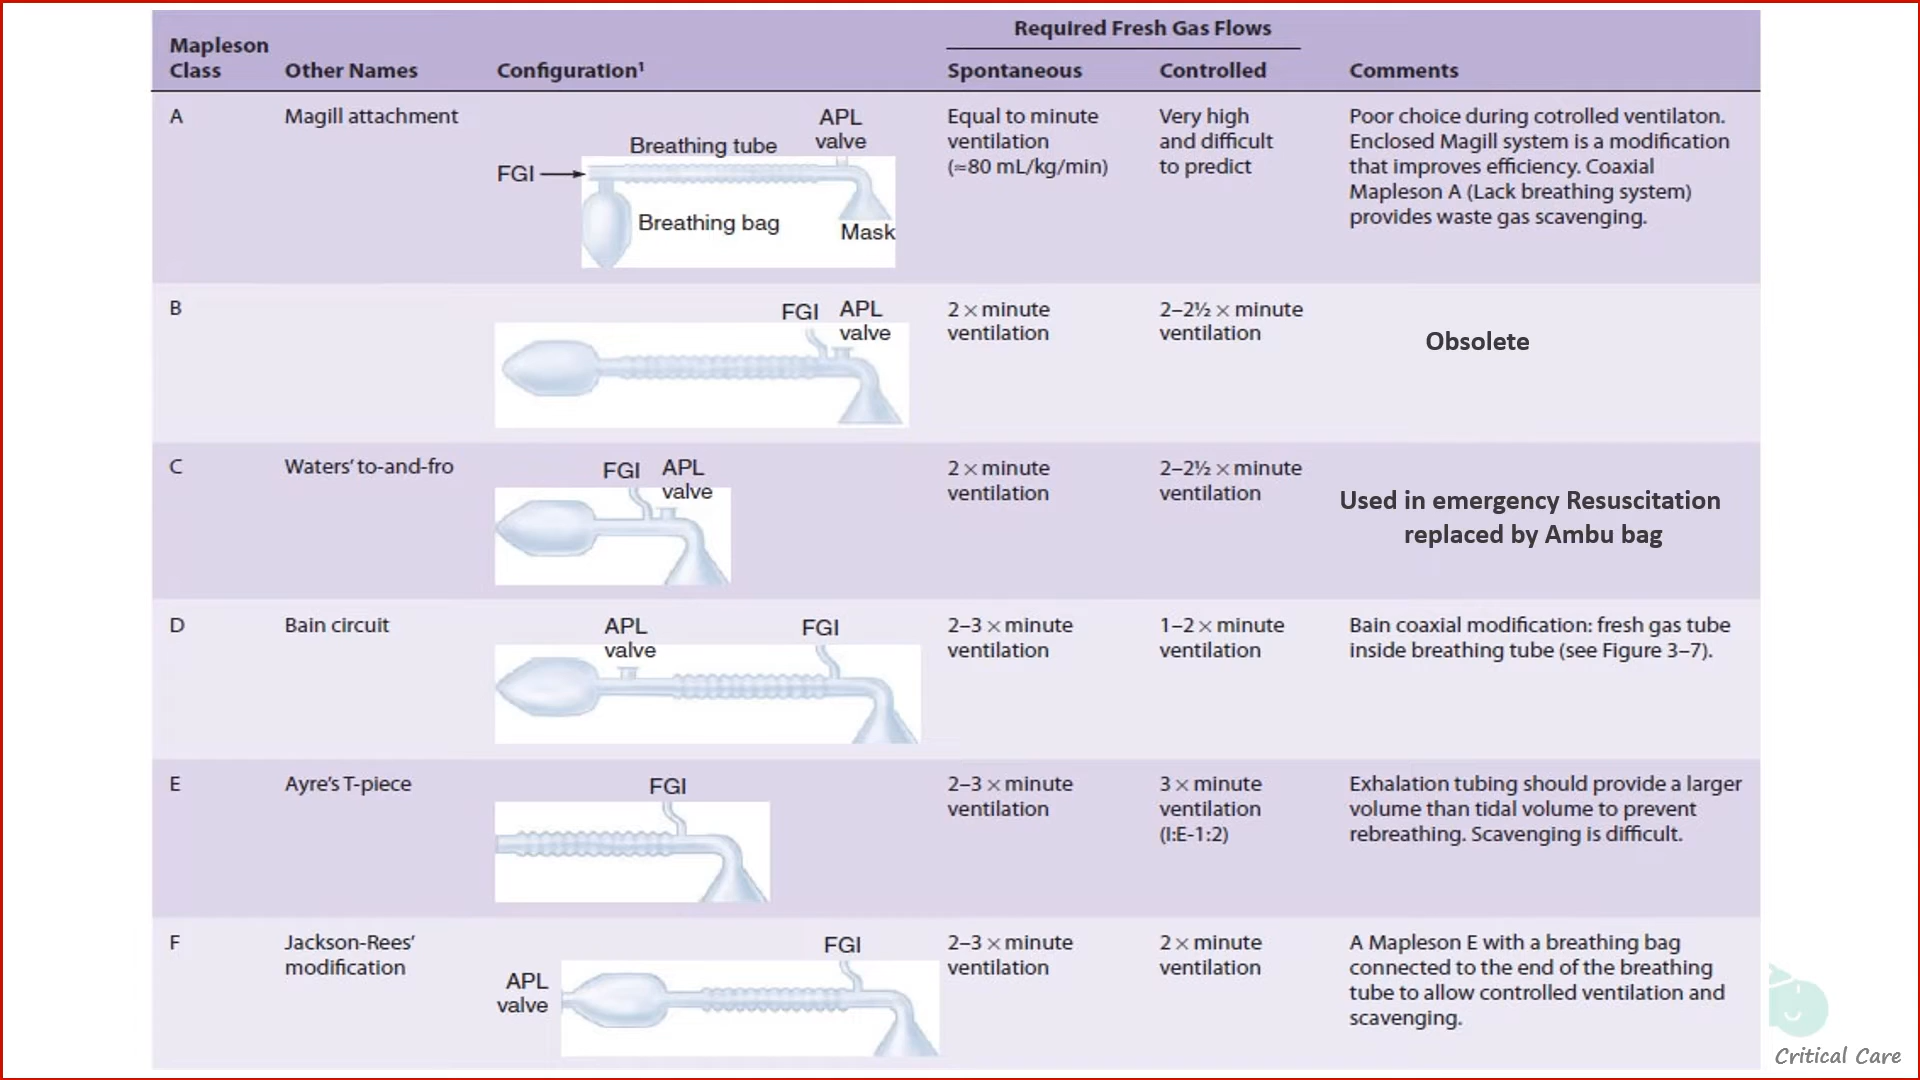 Required Fresh Gas Flows
Mapleson
Class
Other Names
Configuration¹
Spontaneous
Controlled
Comments
A
Magill attachment
FGI
Breathing tube
APL
valve
Breathing bag
Mask
Equal to minute
ventilation
(≈80 mL/kg/min)
Very high
and difficult
to predict
Poor choice during cotrolled ventilaton.
Enclosed Magill system is a modification
that improves efficiency. Coaxial
Mapleson A (Lack breathing system)
provides waste gas scavenging.
B
FGI
APL
valve
2 × minute
ventilation
2–2½ × minute
ventilation
Obsolete
C
Waters' to-and-fro
FGI
APL
valve
2 × minute
ventilation
2–2½ × minute
ventilation
Used in emergency Resuscitation
replaced by Ambu bag
D
Bain circuit
APL
valve
FGI
2–3 × minute
ventilation
1–2 × minute
ventilation
Bain coaxial modification: fresh gas tube
inside breathing tube (see Figure 3–7).
E
Ayre's T-piece
FGI
2–3 × minute
ventilation
3 × minute
ventilation
(I:E-1:2)
Exhalation tubing should provide a larger
volume than tidal volume to prevent
rebreathing. Scavenging is difficult.
F
Jackson-Rees'
modification
APL
valve
FGI
2–3 × minute
ventilation
2 × minute
ventilation
A Mapleson E with a breathing bag
connected to the end of the breathing
tube to allow controlled ventilation and
scavenging.
Critical Care